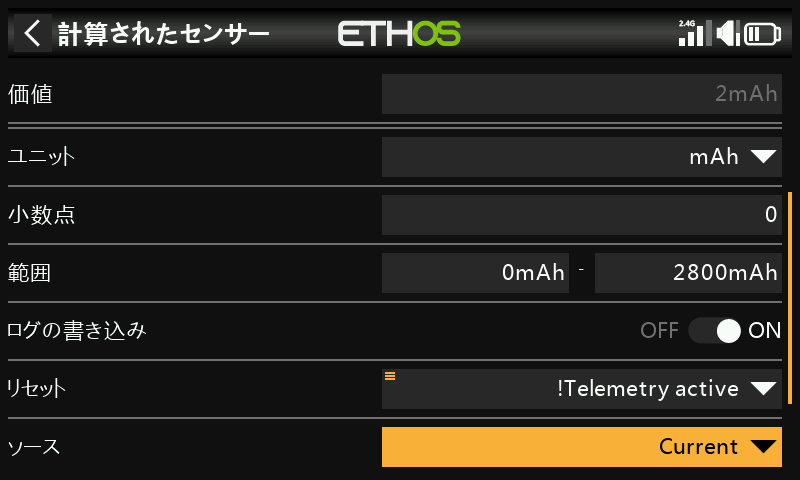 計算されたセンサー ETHOS 2.4G
価値 2mAh
ユニット mAh
小数点 0
範囲 0mAh - 2800mAh
ログの書き込み OFF ON
リセット !Telemetry active
ソース Current